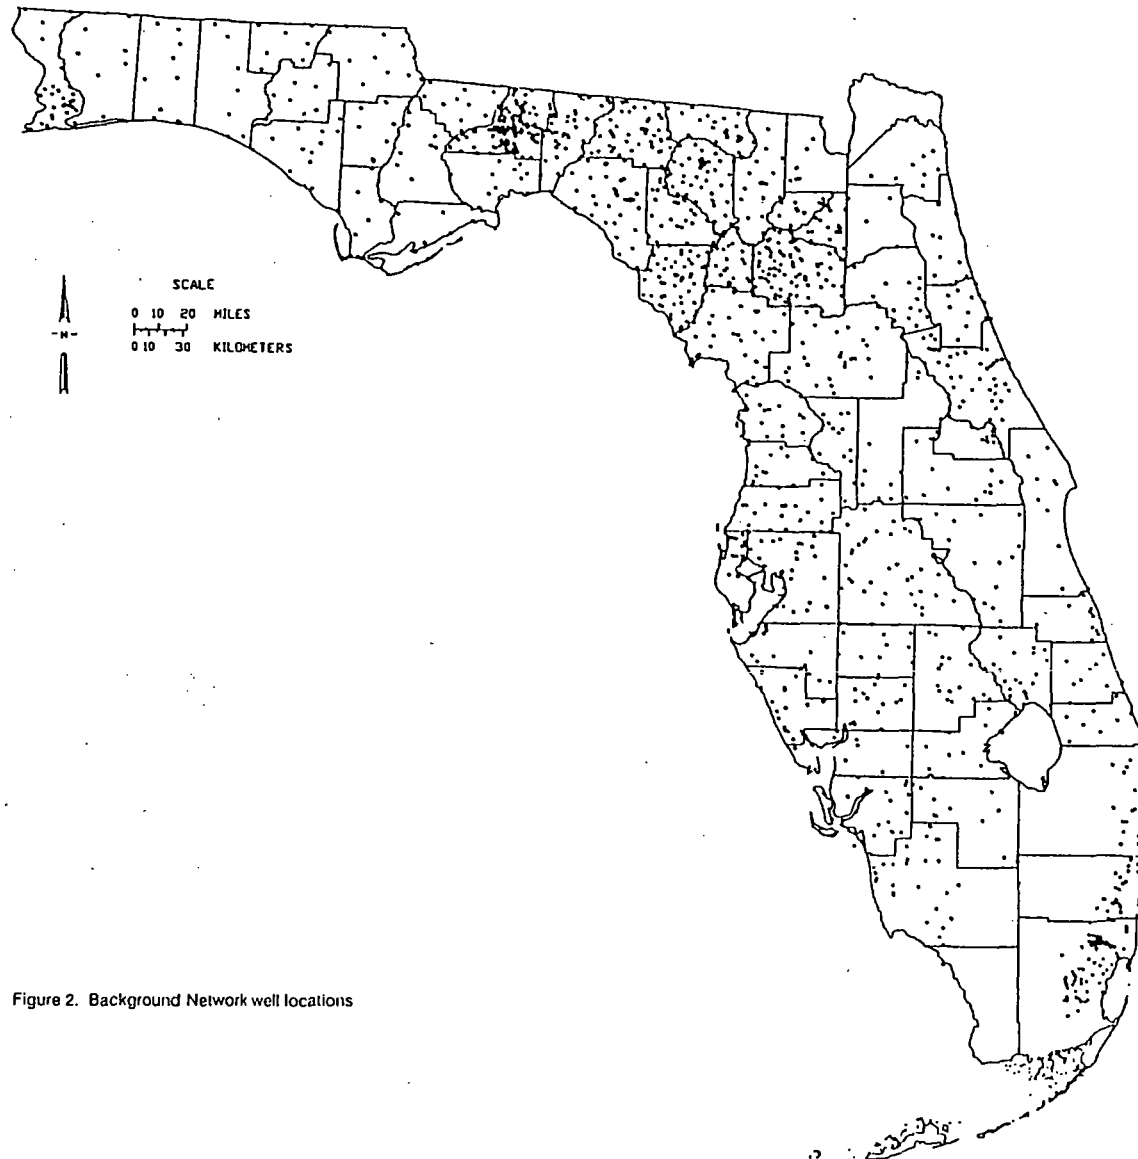 SCALE
0 10 20 MILES
0 10 30 KILOMETERS
-N-
Figure 2. Background Network well locations